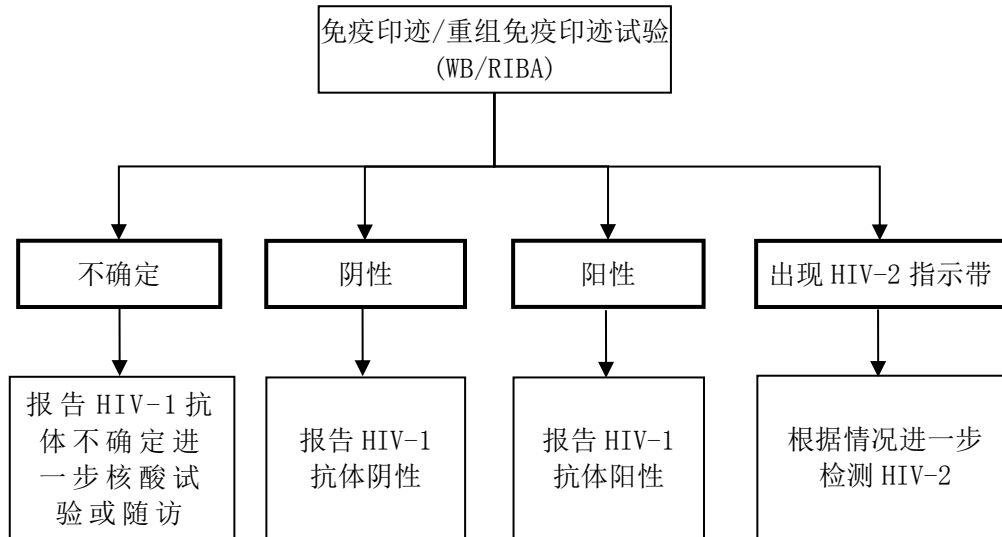 免疫印迹/重组免疫印迹试验
(WB/RIBA)
不确定
阴性
阳性
出现 HIV-2 指示带
报告 HIV-1 抗
体不确定进
一步核酸试
验或随访
报告 HIV-1
抗体阴性
报告 HIV-1
抗体阳性
根据情况进一步
检测 HIV-2